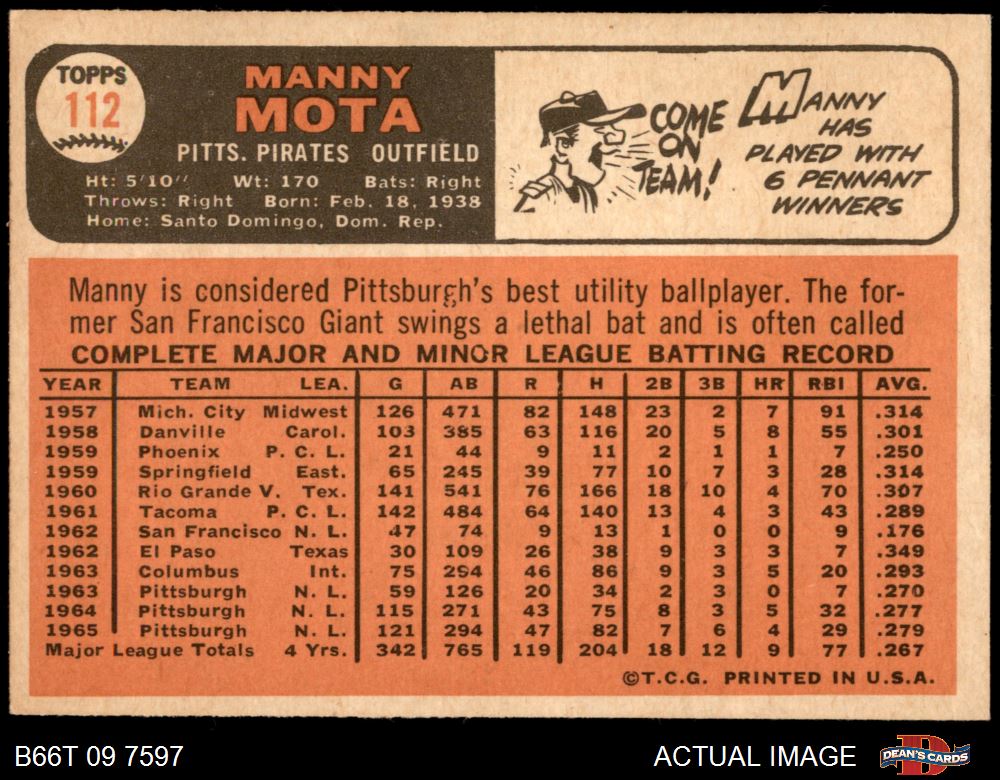 TOPPS
112
MANNY
MOTA
PITTS. PIRATES OUTFIELD
Ht: 5'10" Wt: 170 Bats: Right
Throws: Right Born: Feb. 18, 1938
Home: Santo Domingo, Dom. Rep.
COME
ON
TEAM!
MANNY
HAS
PLAYED WITH
6 PENNANT
WINNERS
Manny is considered Pittsburgh's best utility ballplayer. The for-
mer San Francisco Giant swings a lethal bat and is often called
COMPLETE MAJOR AND MINOR LEAGUE BATTING RECORD
YEAR TEAM LEA. G AB R H 2B 3B HR RBI AVG.
1957 Mich. City Midwest 126 471 82 148 23 2 7 91 .314
1958 Danville Carol. 103 385 63 116 20 5 8 55 .301
1959 Phoenix P. C. L. 21 44 9 11 2 1 1 7 .250
1959 Springfield East. 65 245 39 77 10 7 3 28 .314
1960 Rio Grande V. Tex. 141 541 76 166 18 10 4 70 .307
1961 Tacoma P. C. L. 142 484 64 140 13 4 3 43 .289
1962 San Francisco N. L. 47 74 9 13 1 0 0 9 .176
1962 El Paso Texas 30 109 26 38 9 3 3 7 .349
1963 Columbus Int. 75 294 46 86 9 3 5 20 .293
1963 Pittsburgh N. L. 59 126 20 34 2 3 0 7 .270
1964 Pittsburgh N. L. 115 271 43 75 8 3 5 32 .277
1965 Pittsburgh N. L. 121 294 47 82 7 6 4 29 .279
Major League Totals 4 Yrs. 342 765 119 204 18 12 9 77 .267
©T.C.G. PRINTED IN U.S.A.
B66T 09 7597
ACTUAL IMAGE
DEAN'S CARDS